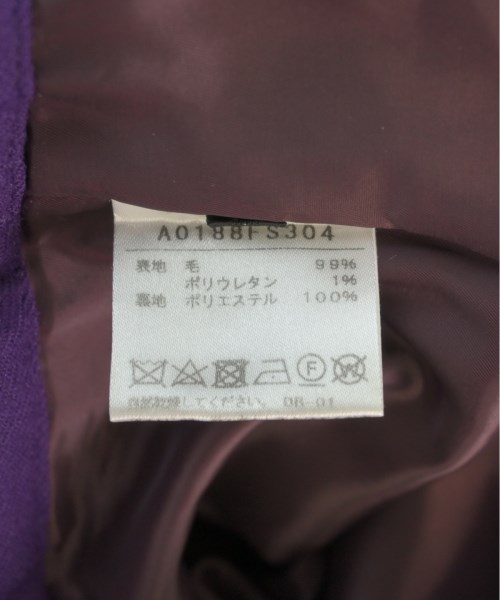 A0188FS304
表地 毛 99%
ポリウレタン 1%
裏地 ポリエステル 100%
F W
自然乾燥してください。 DB-01